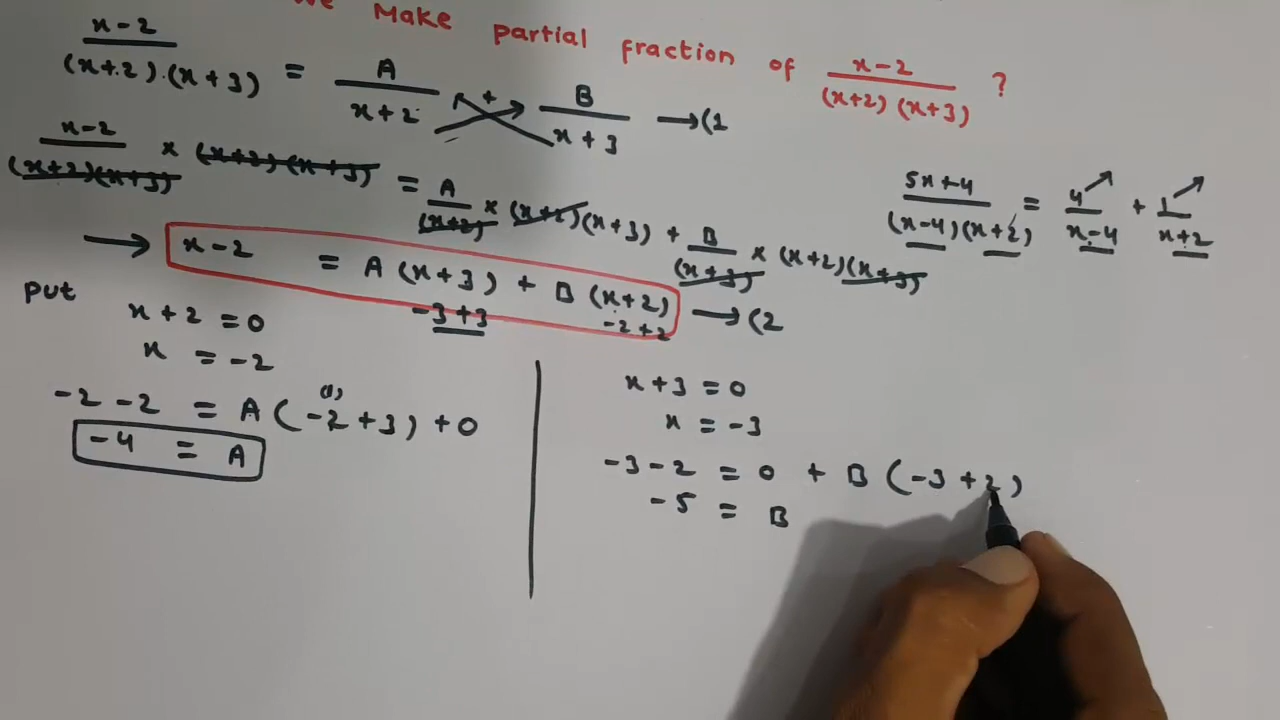 We Make partial fraction of x-2/(x+2)(x+3) ?
x-2/(x+2).(x+3) = A/x+2 + B/x+3 →(1
x-2/(x+2)(x+3) × (x+2)(x+3) = A/(x+2) × (x+2)(x+3) + B/(x+3) × (x+2)(x+3)
5x+4/(x-4)(x+2) = 4/x-4 + 1/x+2
→ x-2 = A(x+3) + B(x+2) →(2
-3+3 -2+2
put
x+2 = 0
x = -2
-2-2 = A(-2+3)+0
(1)
-4 = A
x+3 = 0
x = -3
-3-2 = 0 + B(-3+2)
-5 = B